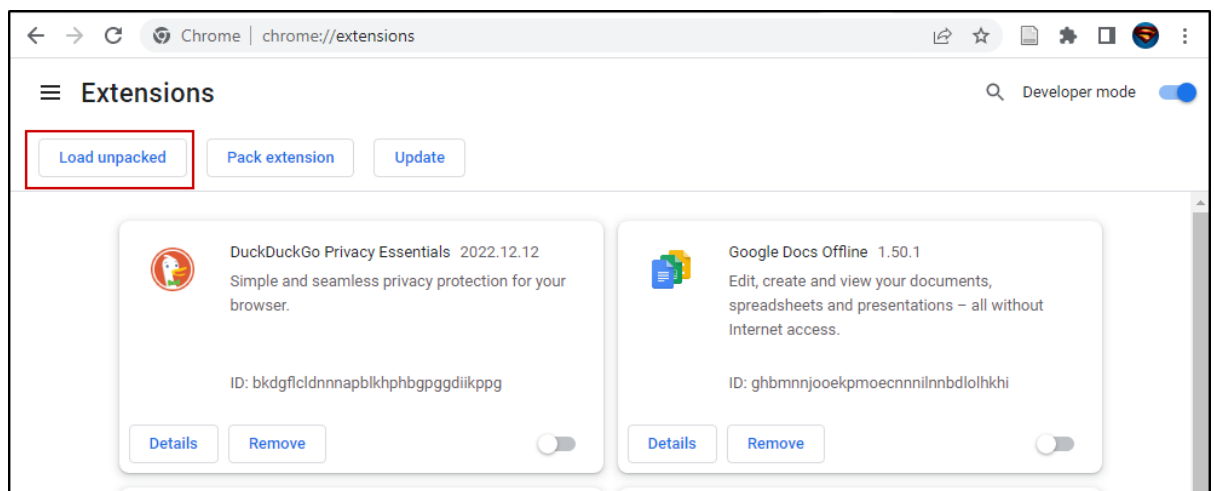 Chrome | chrome://extensions
Extensions
Developer mode
Load unpacked
Pack extension
Update
DuckDuckGo Privacy Essentials 2022.12.12
Simple and seamless privacy protection for your
browser.
ID: bkdgflcldnnnapblkhphbgpggdiikppg
Details
Remove
Google Docs Offline 1.50.1
Edit, create and view your documents,
spreadsheets and presentations – all without
Internet access.
ID: ghbmnnjooekpmoecnnnilnnbdlolhkhi
Details
Remove